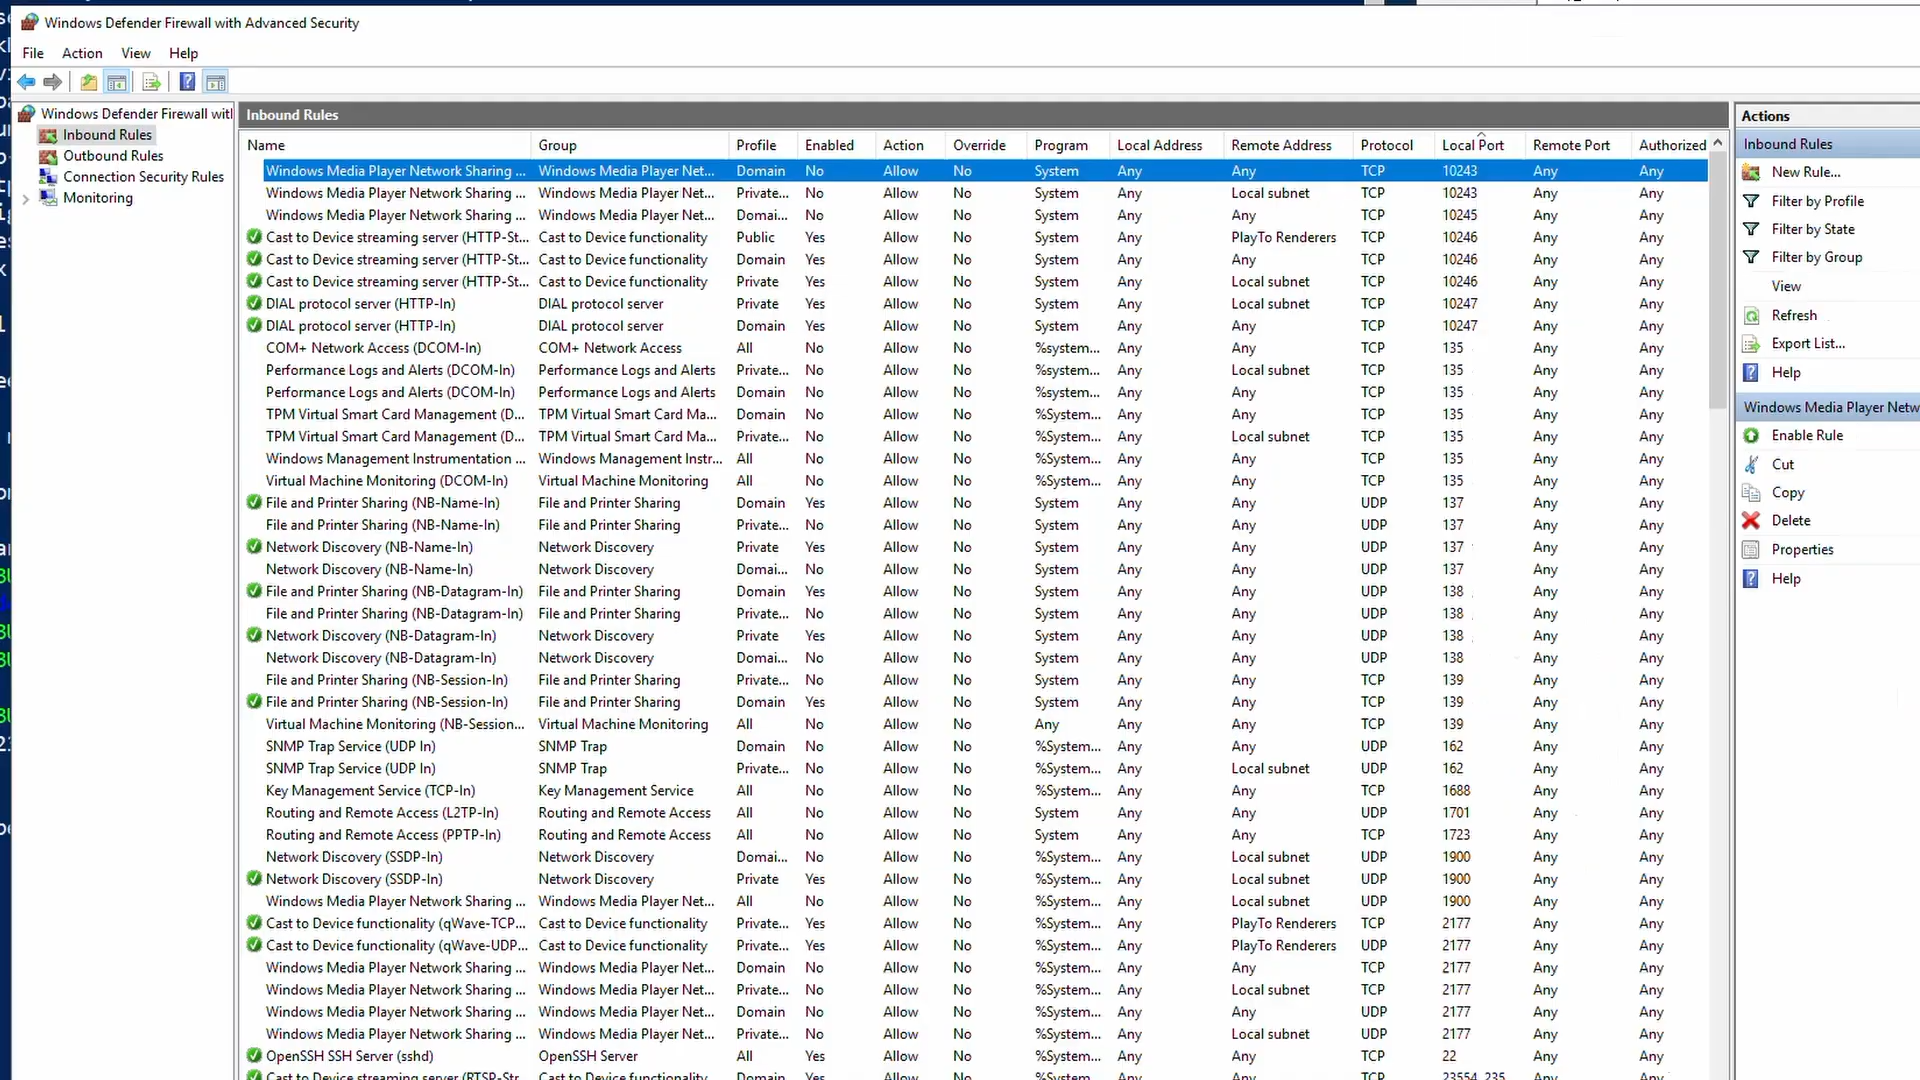 Windows Defender Firewall with Advanced Security
File Action View Help
Windows Defender Firewall with
Inbound Rules
Outbound Rules
Connection Security Rules
Monitoring
Inbound Rules
Name Group Profile Enabled Action Override Program Local Address Remote Address Protocol Local Port Remote Port Authorized
Windows Media Player Network Sharing ... Windows Media Player Net... Domain No Allow No System Any Any TCP 10243 Any Any
Windows Media Player Network Sharing ... Windows Media Player Net... Private... No Allow No System Any Local subnet TCP 10243 Any Any
Windows Media Player Network Sharing ... Windows Media Player Net... Domai... No Allow No System Any Any TCP 10245 Any Any
Cast to Device streaming server (HTTP-St... Cast to Device functionality Public Yes Allow No System Any PlayTo Renderers TCP 10246 Any Any
Cast to Device streaming server (HTTP-St... Cast to Device functionality Domain Yes Allow No System Any Any TCP 10246 Any Any
Cast to Device streaming server (HTTP-St... Cast to Device functionality Private Yes Allow No System Any Local subnet TCP 10246 Any Any
DIAL protocol server (HTTP-In) DIAL protocol server Private Yes Allow No System Any Local subnet TCP 10247 Any Any
DIAL protocol server (HTTP-In) DIAL protocol server Domain Yes Allow No System Any Any TCP 10247 Any Any
COM+ Network Access (DCOM-In) COM+ Network Access All No Allow No %system... Any Any TCP 135 Any Any
Performance Logs and Alerts (DCOM-In) Performance Logs and Alerts Private... No Allow No %system... Any Local subnet TCP 135 Any Any
Performance Logs and Alerts (DCOM-In) Performance Logs and Alerts Domain No Allow No %system... Any Any TCP 135 Any Any
TPM Virtual Smart Card Management (D... TPM Virtual Smart Card Ma... Domain No Allow No %System... Any Any TCP 135 Any Any
TPM Virtual Smart Card Management (D... TPM Virtual Smart Card Ma... Private... No Allow No %System... Any Local subnet TCP 135 Any Any
Windows Management Instrumentation ... Windows Management Instr... All No Allow No %System... Any Any TCP 135 Any Any
Virtual Machine Monitoring (DCOM-In) Virtual Machine Monitoring All No Allow No %System... Any Any TCP 135 Any Any
File and Printer Sharing (NB-Name-In) File and Printer Sharing Domain Yes Allow No System Any Any UDP 137 Any Any
File and Printer Sharing (NB-Name-In) File and Printer Sharing Private... No Allow No System Any Any UDP 137 Any Any
Network Discovery (NB-Name-In) Network Discovery Private Yes Allow No System Any Any UDP 137 Any Any
Network Discovery (NB-Name-In) Network Discovery Domai... No Allow No System Any Any UDP 137 Any Any
File and Printer Sharing (NB-Datagram-In) File and Printer Sharing Domain Yes Allow No System Any Any UDP 138 Any Any
File and Printer Sharing (NB-Datagram-In) File and Printer Sharing Private... No Allow No System Any Any UDP 138 Any Any
Network Discovery (NB-Datagram-In) Network Discovery Private Yes Allow No System Any Any UDP 138 Any Any
Network Discovery (NB-Datagram-In) Network Discovery Domai... No Allow No System Any Any UDP 138 Any Any
File and Printer Sharing (NB-Session-In) File and Printer Sharing Private... No Allow No System Any Any TCP 139 Any Any
File and Printer Sharing (NB-Session-In) File and Printer Sharing Domain Yes Allow No System Any Any TCP 139 Any Any
Virtual Machine Monitoring (NB-Session... Virtual Machine Monitoring All No Allow No Any Any Any TCP 139 Any Any
SNMP Trap Service (UDP In) SNMP Trap Domain No Allow No %System... Any Any UDP 162 Any Any
SNMP Trap Service (UDP In) SNMP Trap Private... No Allow No %System... Any Local subnet UDP 162 Any Any
Key Management Service (TCP-In) Key Management Service All No Allow No %System... Any Any TCP 1688 Any Any
Routing and Remote Access (L2TP-In) Routing and Remote Access All No Allow No System Any Any UDP 1701 Any Any
Routing and Remote Access (PPTP-In) Routing and Remote Access All No Allow No System Any Any TCP 1723 Any Any
Network Discovery (SSDP-In) Network Discovery Domai... No Allow No %System... Any Local subnet UDP 1900 Any Any
Network Discovery (SSDP-In) Network Discovery Private Yes Allow No %System... Any Local subnet UDP 1900 Any Any
Windows Media Player Network Sharing ... Windows Media Player Net... All No Allow No %System... Any Local subnet UDP 1900 Any Any
Cast to Device functionality (qWave-TCP... Cast to Device functionality Private... Yes Allow No %System... Any PlayTo Renderers TCP 2177 Any Any
Cast to Device functionality (qWave-UDP... Cast to Device functionality Private... Yes Allow No %System... Any PlayTo Renderers UDP 2177 Any Any
Windows Media Player Network Sharing ... Windows Media Player Net... Domain No Allow No %System... Any Any TCP 2177 Any Any
Windows Media Player Network Sharing ... Windows Media Player Net... Private... No Allow No %System... Any Local subnet TCP 2177 Any Any
Windows Media Player Network Sharing ... Windows Media Player Net... Domain No Allow No %System... Any Any UDP 2177 Any Any
Windows Media Player Network Sharing ... Windows Media Player Net... Private... No Allow No %System... Any Local subnet UDP 2177 Any Any
OpenSSH SSH Server (sshd) OpenSSH Server All Yes Allow No %System... Any Any TCP 22 Any Any
Cast to Device streaming server (RTSP-Str... Cast to Device functionality Domain Yes Allow No %System... Any Any TCP 23554, 235... Any Any
Actions
Inbound Rules
New Rule...
Filter by Profile
Filter by State
Filter by Group
View
Refresh
Export List...
Help
Windows Media Player Netw
Enable Rule
Cut
Copy
Delete
Properties
Help